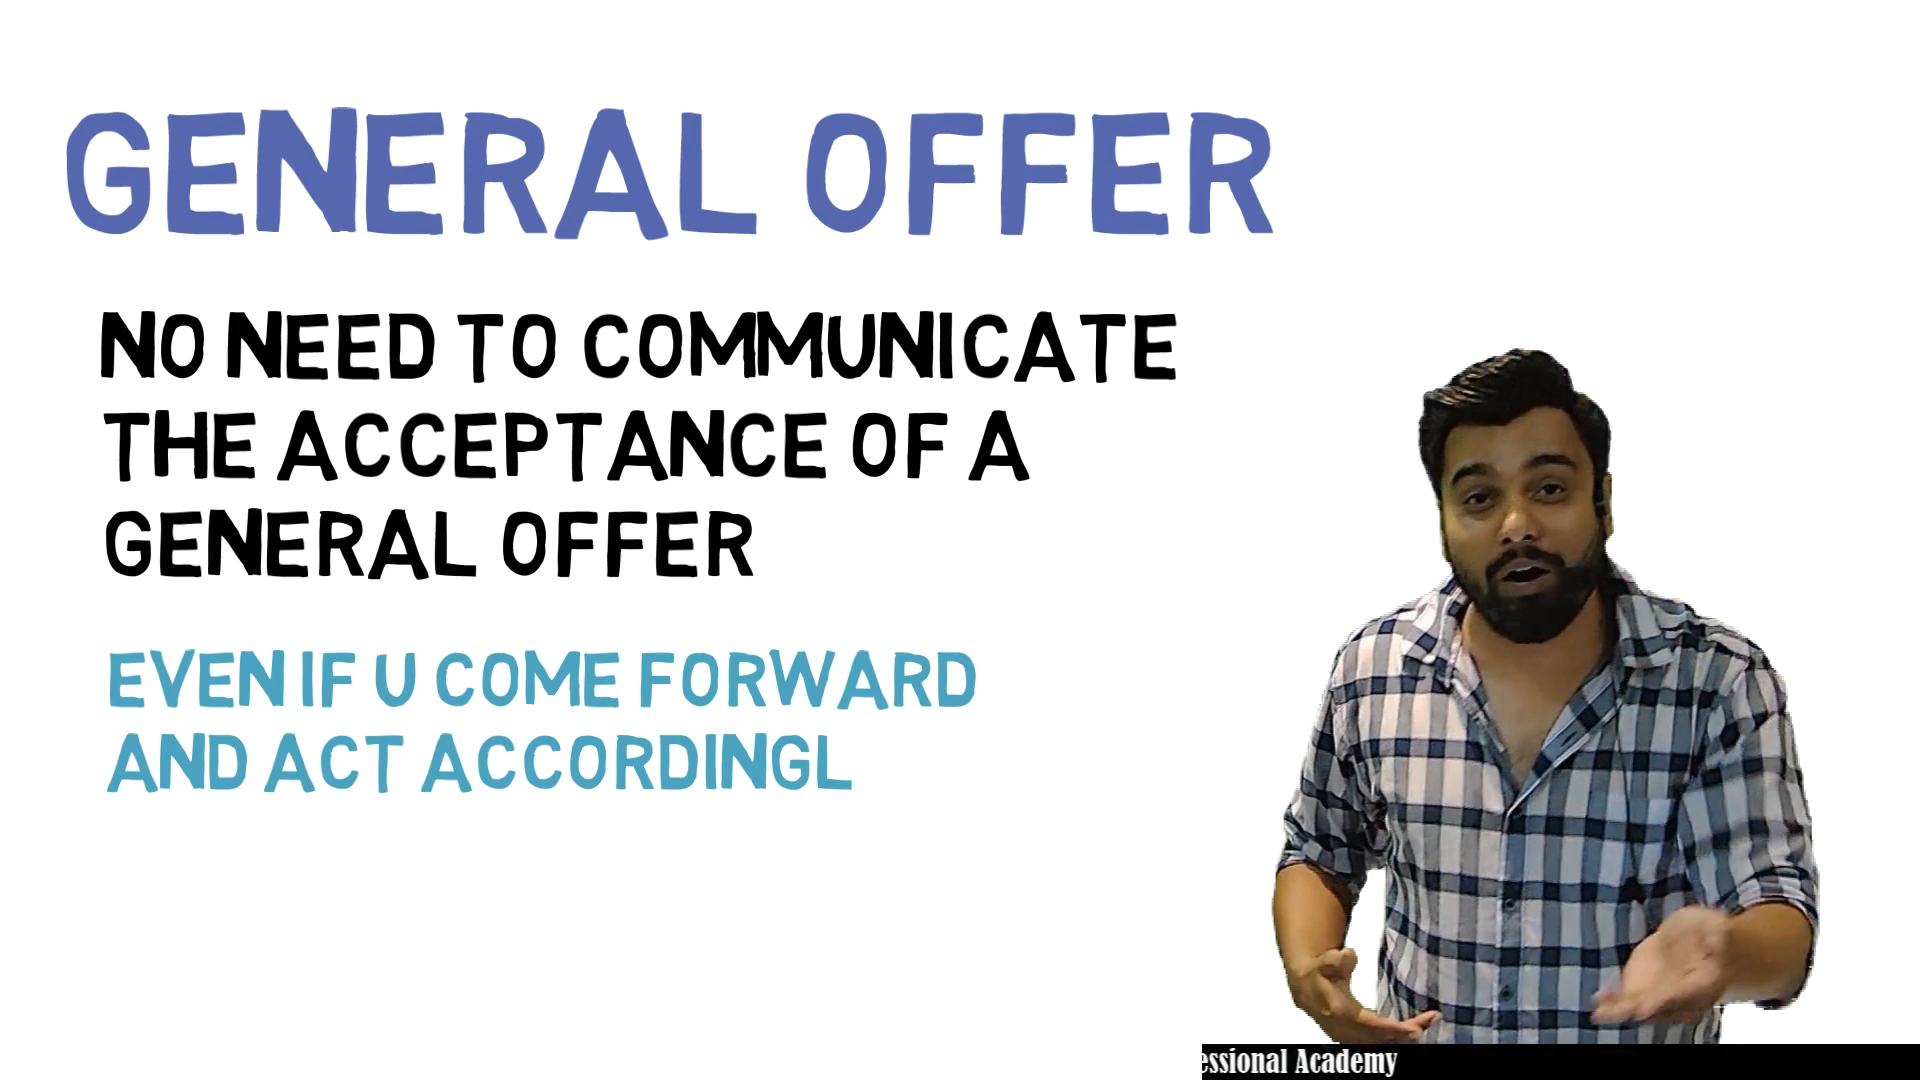 GENERAL OFFER
NO NEED TO COMMUNICATE
THE ACCEPTANCE OF A
GENERAL OFFER
EVEN IF U COME FORWARD
AND ACT ACCORDINGL
essional Academy